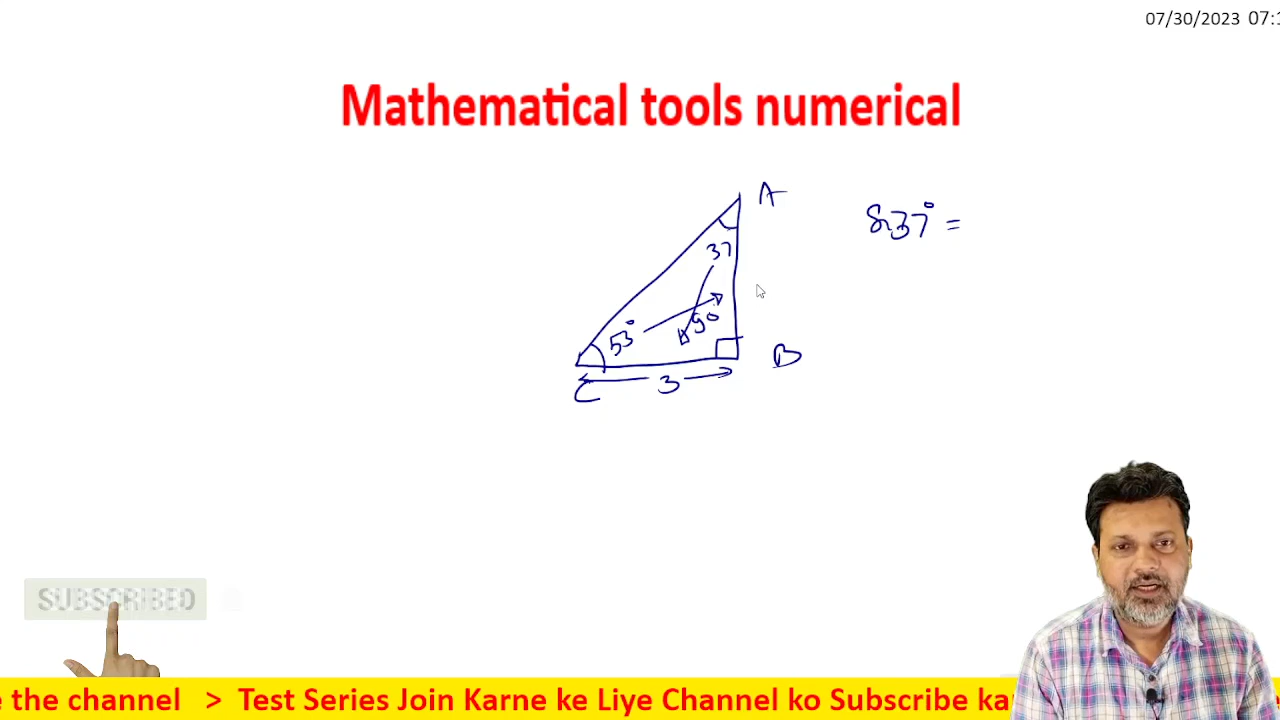 07/30/2023 07:1
Mathematical tools numerical
A
37
53°
90
B
3
C
37° =
SUBSCRIBED
e the channel > Test Series Join Karne ke Liye Channel ko Subscribe ka